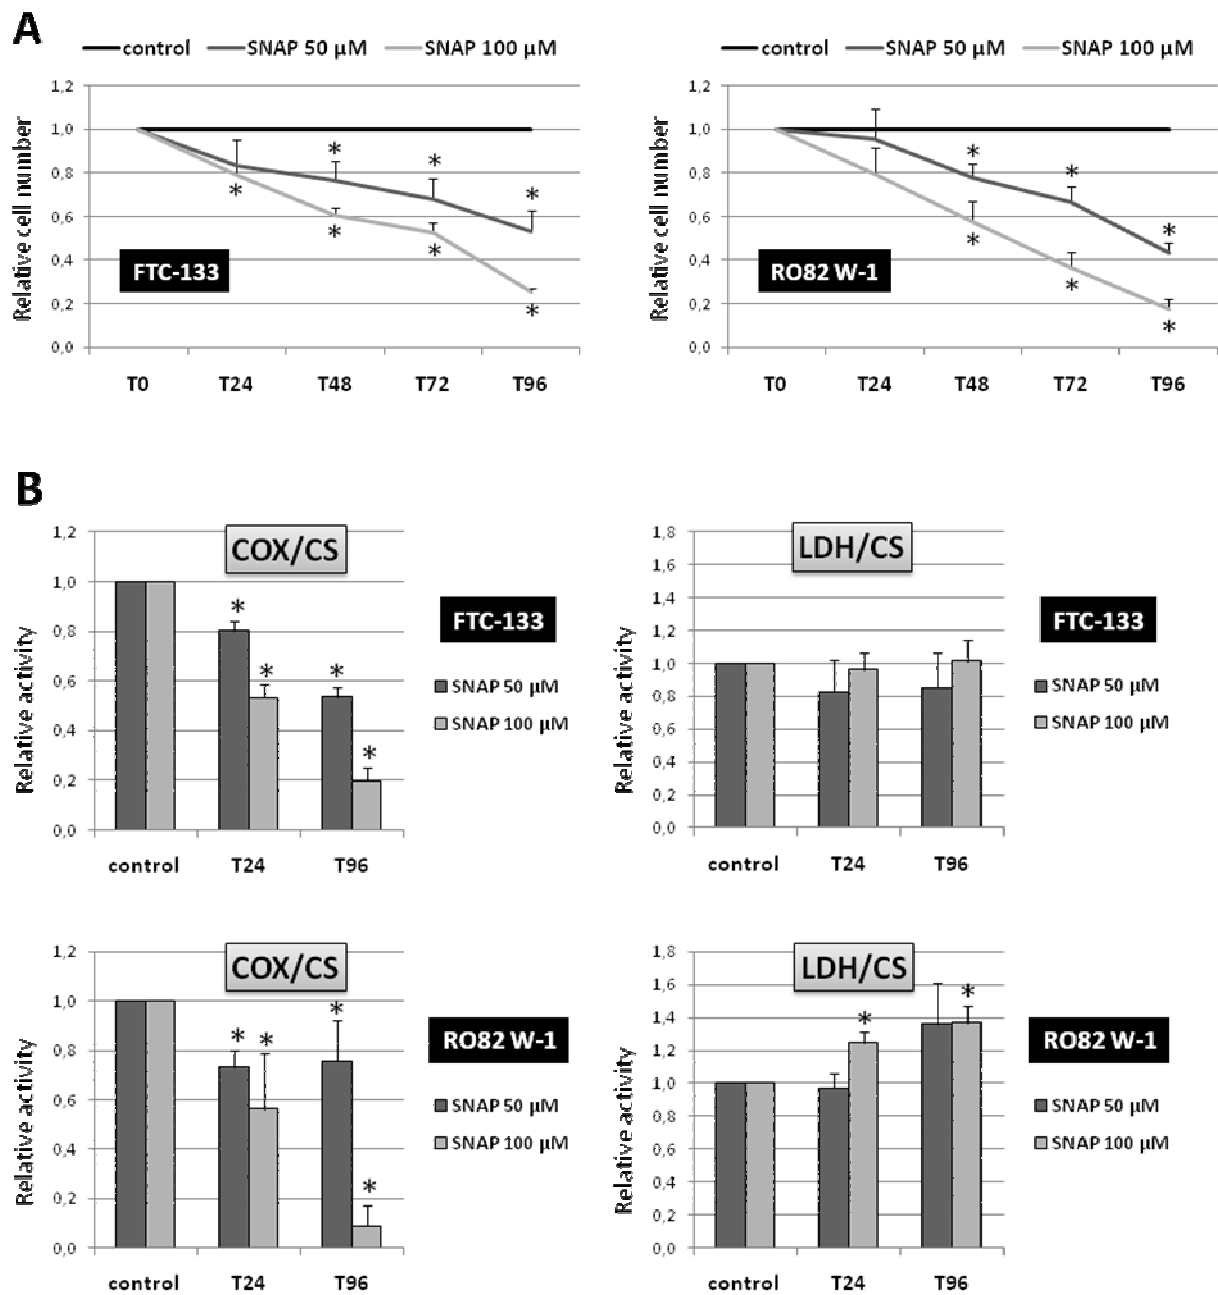 A
control SNAP 50 μM SNAP 100 μM
1,2
1,0
0,8
0,6
0,4
0,2
0,0
Relative cell number
FTC-133
T0 T24 T48 T72 T96
control SNAP 50 μM SNAP 100 μM
1,2
1,0
0,8
0,6
0,4
0,2
0,0
Relative cell number
RO82 W-1
T0 T24 T48 T72 T96
* * * * * * * *
* * * * * *
B
COX/CS
1,2
1,0
0,8
0,6
0,4
0,2
0,0
Relative activity
* * * *
control T24 T96
FTC-133
SNAP 50 μM
SNAP 100 μM
LDH/CS
1,8
1,6
1,4
1,2
1,0
0,8
0,6
0,4
0,2
0,0
Relative activity
control T24 T96
FTC-133
SNAP 50 μM
SNAP 100 μM
COX/CS
1,2
1,0
0,8
0,6
0,4
0,2
0,0
Relative activity
* * * *
control T24 T96
RO82 W-1
SNAP 50 μM
SNAP 100 μM
LDH/CS
1,8
1,6
1,4
1,2
1,0
0,8
0,6
0,4
0,2
0,0
Relative activity
* *
control T24 T96
RO82 W-1
SNAP 50 μM
SNAP 100 μM